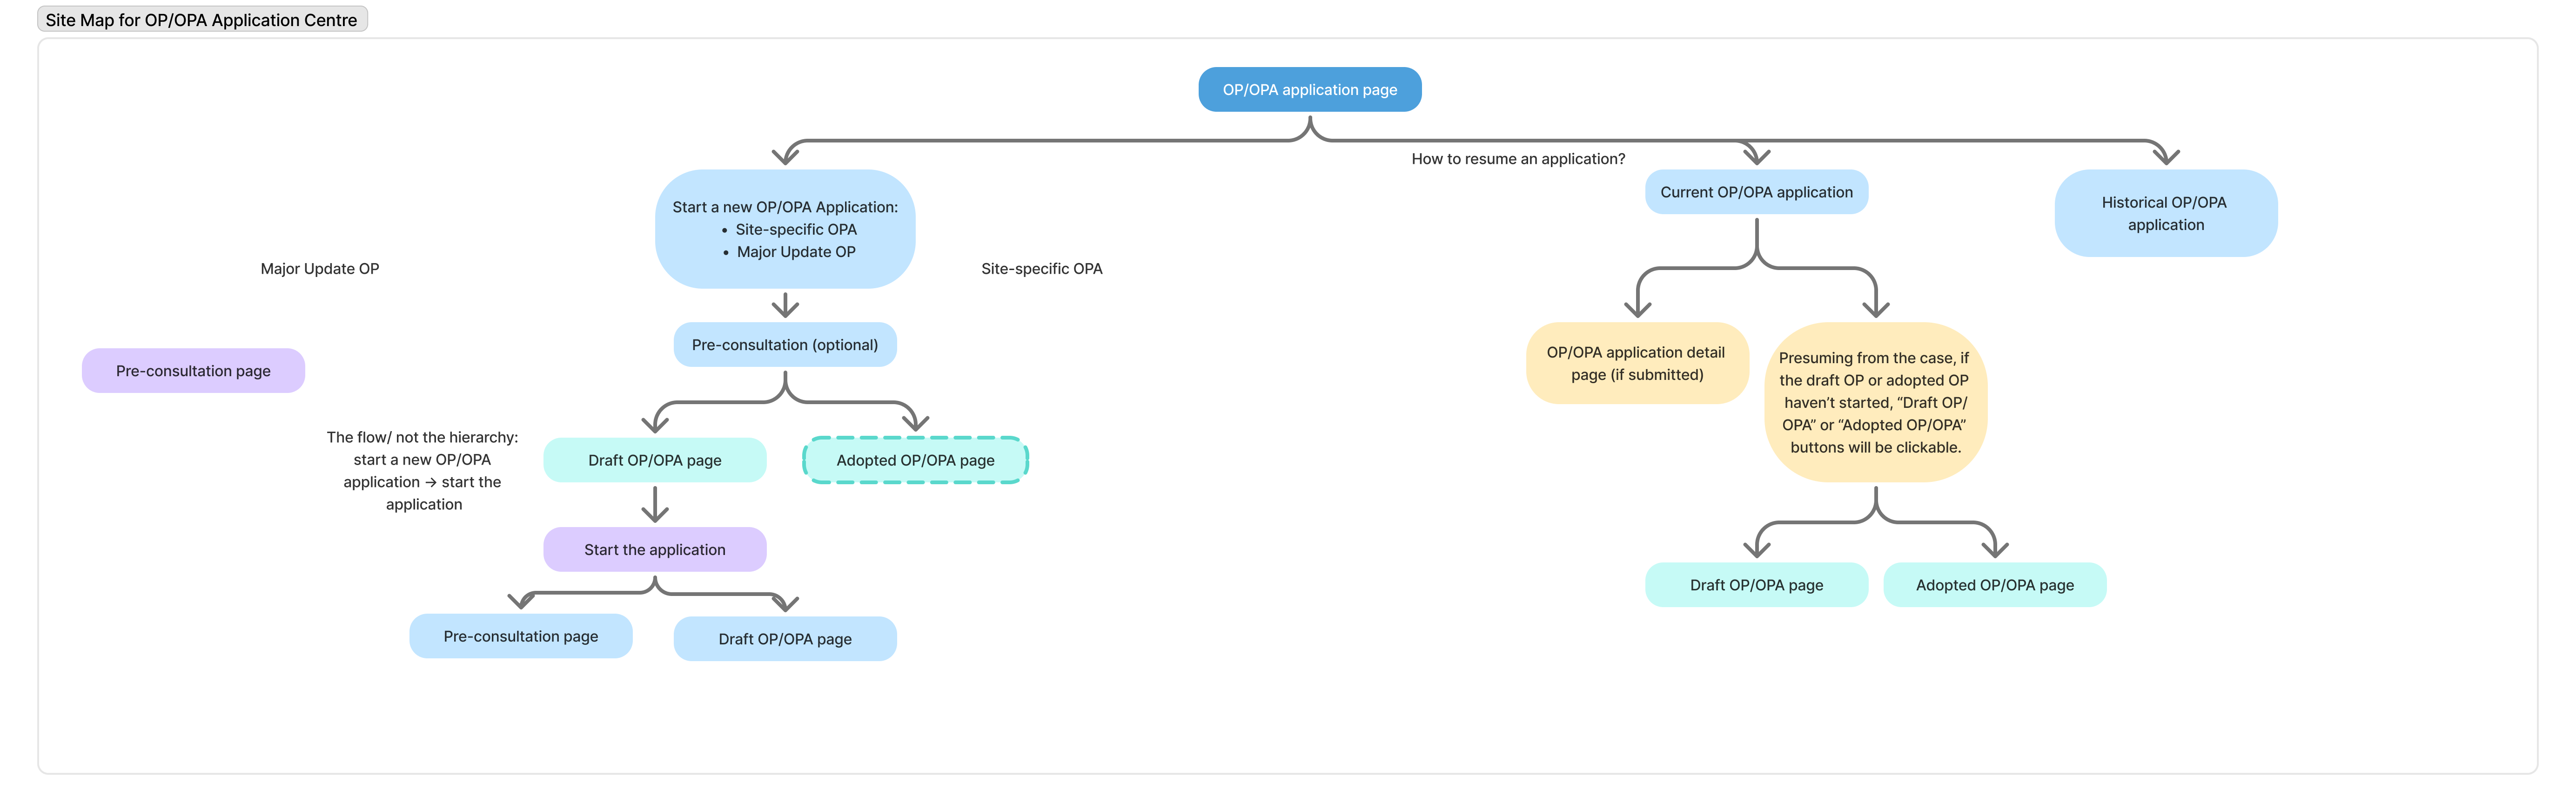 Site Map for OP/OPA Application Centre
OP/OPA application page
How to resume an application?
Start a new OP/OPA Application:
• Site-specific OPA
• Major Update OP
Current OP/OPA application
Historical OP/OPA
application
Major Update OP
Site-specific OPA
Pre-consultation (optional)
Pre-consultation page
OP/OPA application detail
page (if submitted)
Presuming from the case, if
the draft OP or adopted OP
haven’t started, “Draft OP/
OPA” or “Adopted OP/OPA”
buttons will be clickable.
The flow/ not the hierarchy:
start a new OP/OPA
application → start the
application
Draft OP/OPA page
Adopted OP/OPA page
Start the application
Draft OP/OPA page
Adopted OP/OPA page
Pre-consultation page
Draft OP/OPA page